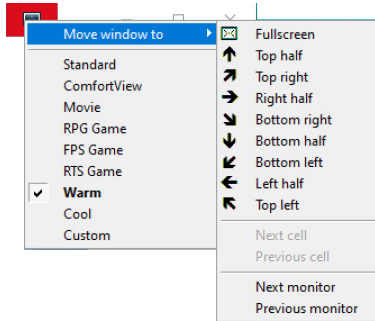 Move window to
Standard
ComfortView
Movie
RPG Game
FPS Game
RTS Game
Warm
Cool
Custom
Fullscreen
Top half
Top right
Right half
Bottom right
Bottom half
Bottom left
Left half
Top left
Next cell
Previous cell
Next monitor
Previous monitor